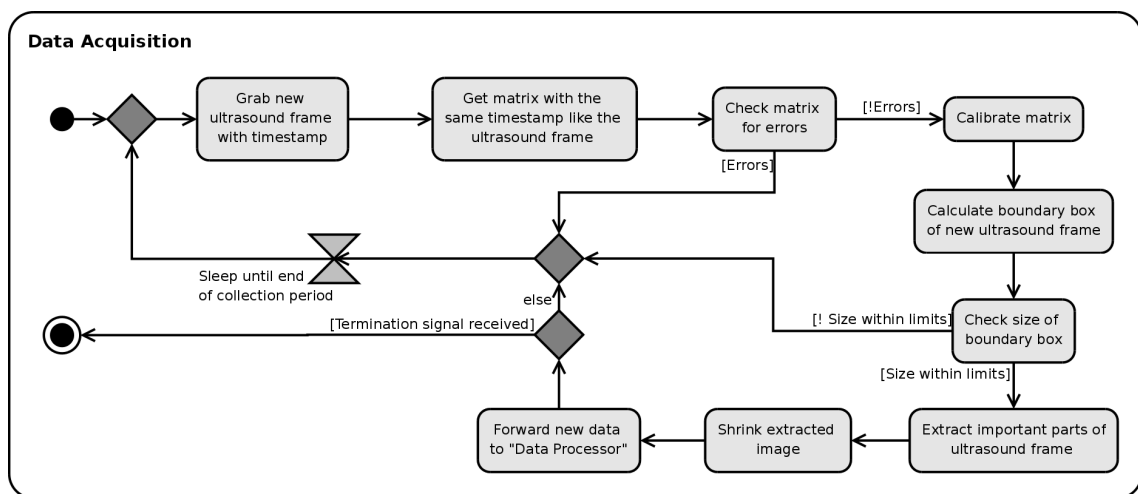 Data Acquisition
Grab new
ultrasound frame
with timestamp
Get matrix with the
same timestamp like the
ultrasound frame
Check matrix
for errors
[!Errors]
Calibrate matrix
[Errors]
Calculate boundary box
of new ultrasound frame
Sleep until end
of collection period
else
[Termination signal received]
[! Size within limits]
Check size of
boundary box
[Size within limits]
Forward new data
to "Data Processor"
Shrink extracted
image
Extract important parts of
ultrasound frame